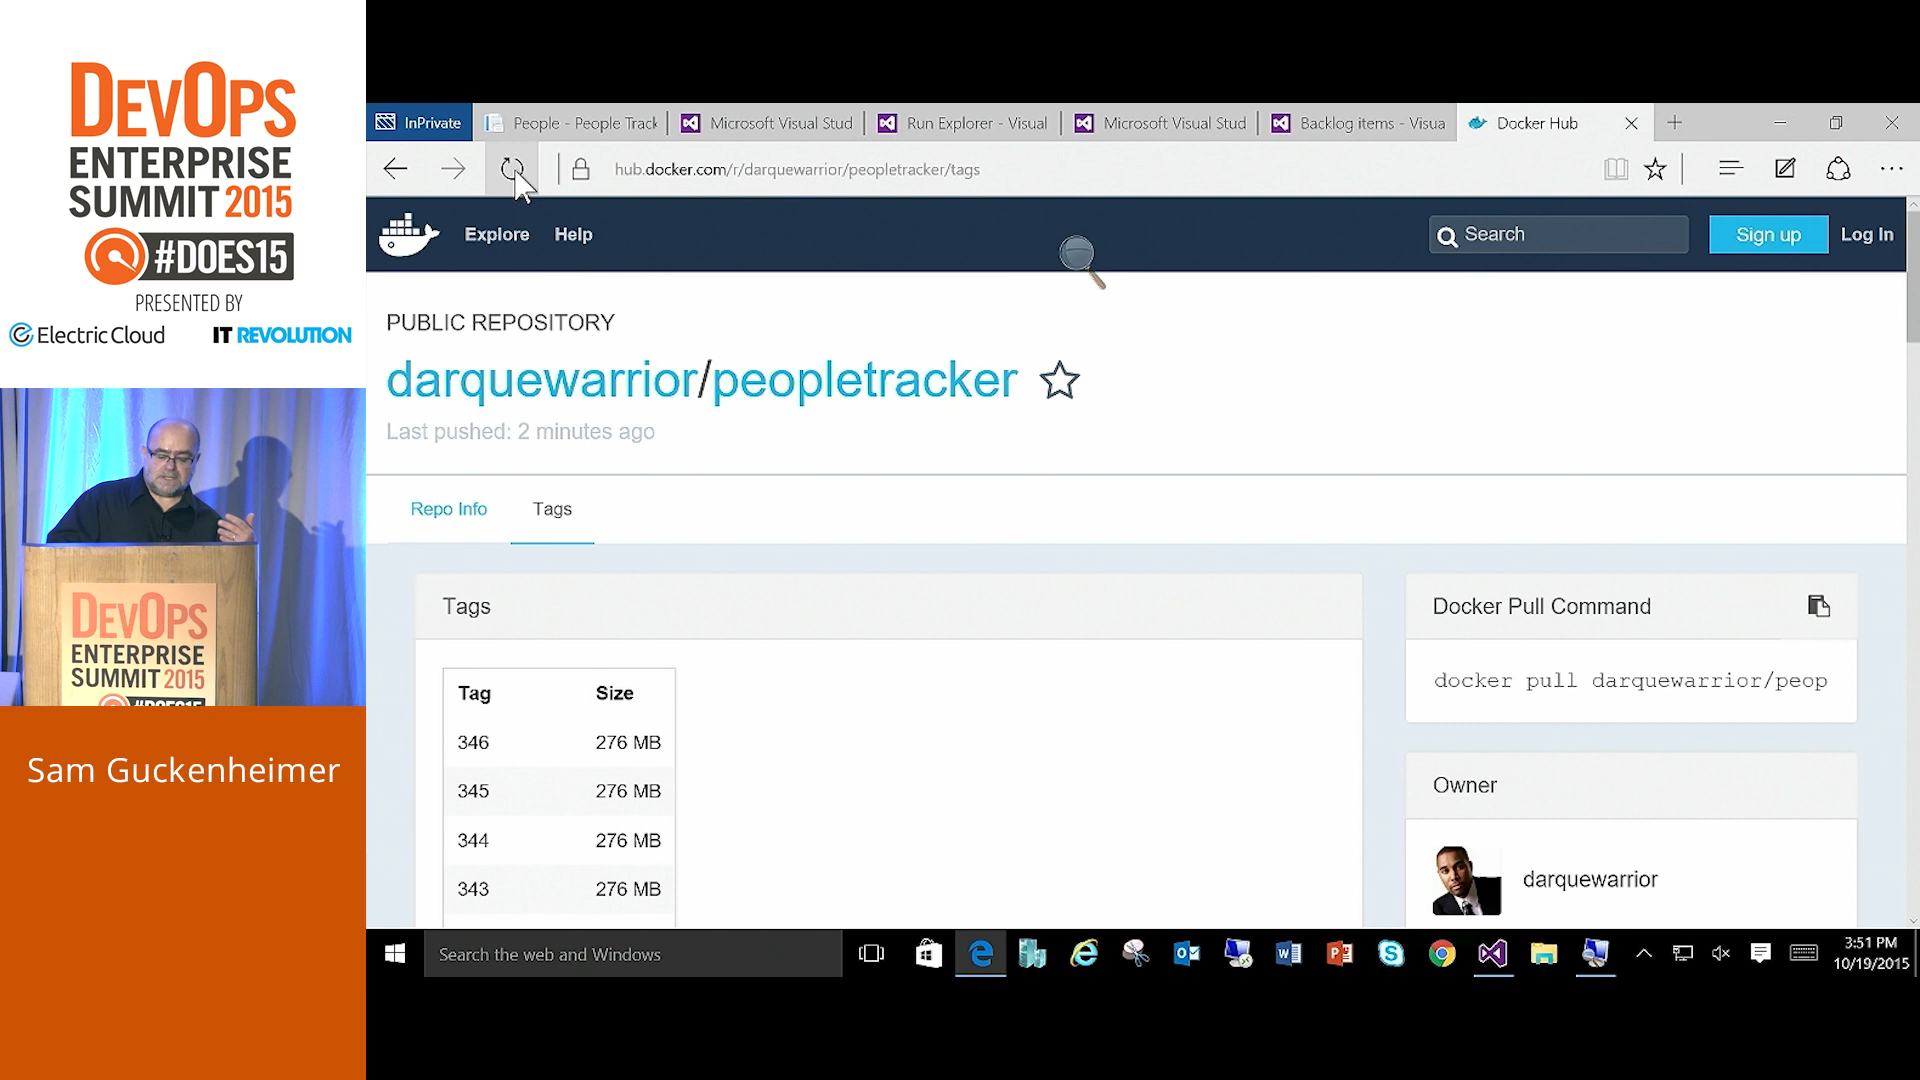 DEVOPS
ENTERPRISE
SUMMIT 2015
#DOES15
PRESENTED BY
Electric Cloud
IT REVOLUTION
DEVOPS
ENTERPRISE
SUMMIT 2015
#DOES15
Sam Guckenheimer
InPrivate
People - People Track
Microsoft Visual Stud
Run Explorer - Visual
Microsoft Visual Stud
Backlog items - Visua
Docker Hub
hub.docker.com/r/darquewarrior/peopletracker/tags
Explore
Help
Search
Sign up
Log In
PUBLIC REPOSITORY
darquewarrior/peopletracker
Last pushed: 2 minutes ago
Repo Info
Tags
Tags
Tag Size
346 276 MB
345 276 MB
344 276 MB
343 276 MB
Docker Pull Command
docker pull darquewarrior/peop
Owner
darquewarrior
Search the web and Windows
3:51 PM
10/19/2015